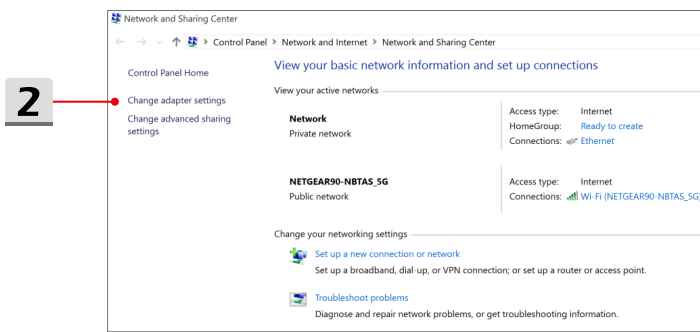 Network and Sharing Center
Control Panel > Network and Internet > Network and Sharing Center
Control Panel Home
2
Change adapter settings
Change advanced sharing
settings
View your basic network information and set up connections
View your active networks
Network
Private network
Access type: Internet
HomeGroup: Ready to create
Connections: Ethernet
NETGEAR90-NBTAS_5G
Public network
Access type: Internet
Connections: Wi-Fi (NETGEAR90-NBTAS_5G)
Change your networking settings
Set up a new connection or network
Set up a broadband, dial-up, or VPN connection; or set up a router or access point.
Troubleshoot problems
Diagnose and repair network problems, or get troubleshooting information.